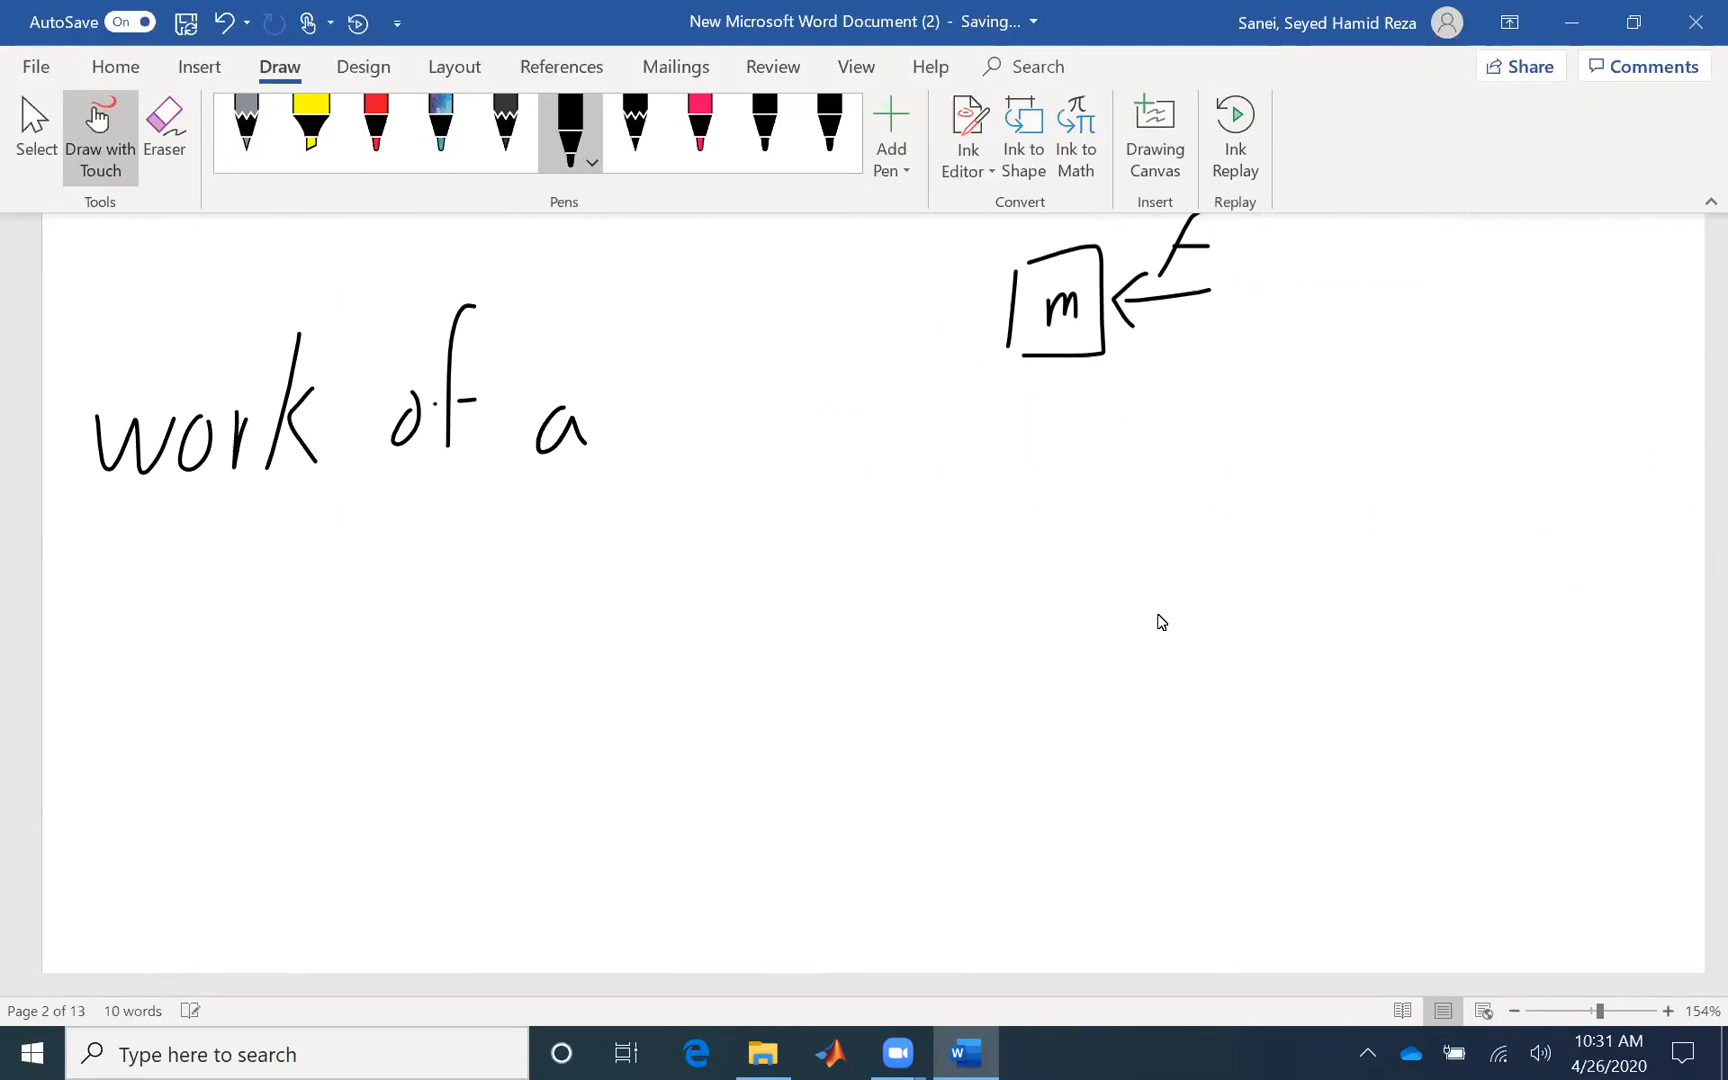 AutoSave On New Microsoft Word Document (2) - Saving... Sanei, Seyed Hamid Reza
File Home Insert Draw Design Layout References Mailings Review View Help Search Share Comments
Select
Draw with Touch
Eraser
Add Pen
Ink Editor
Ink to Shape
Ink to Math
Drawing Canvas
Ink Replay
Tools Pens Convert Insert Replay
F
m
work of a
Page 2 of 13 10 words 154%
Type here to search
10:31 AM
4/26/2020